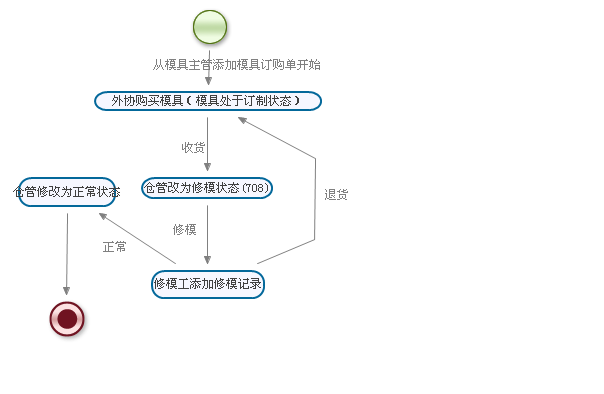 从模具主管添加模具订购单开始
外协购买模具（模具处于订制状态）
收货
仓管修改为正常状态
仓管改为修模状态(708)
退货
修模
正常
修模工添加修模记录